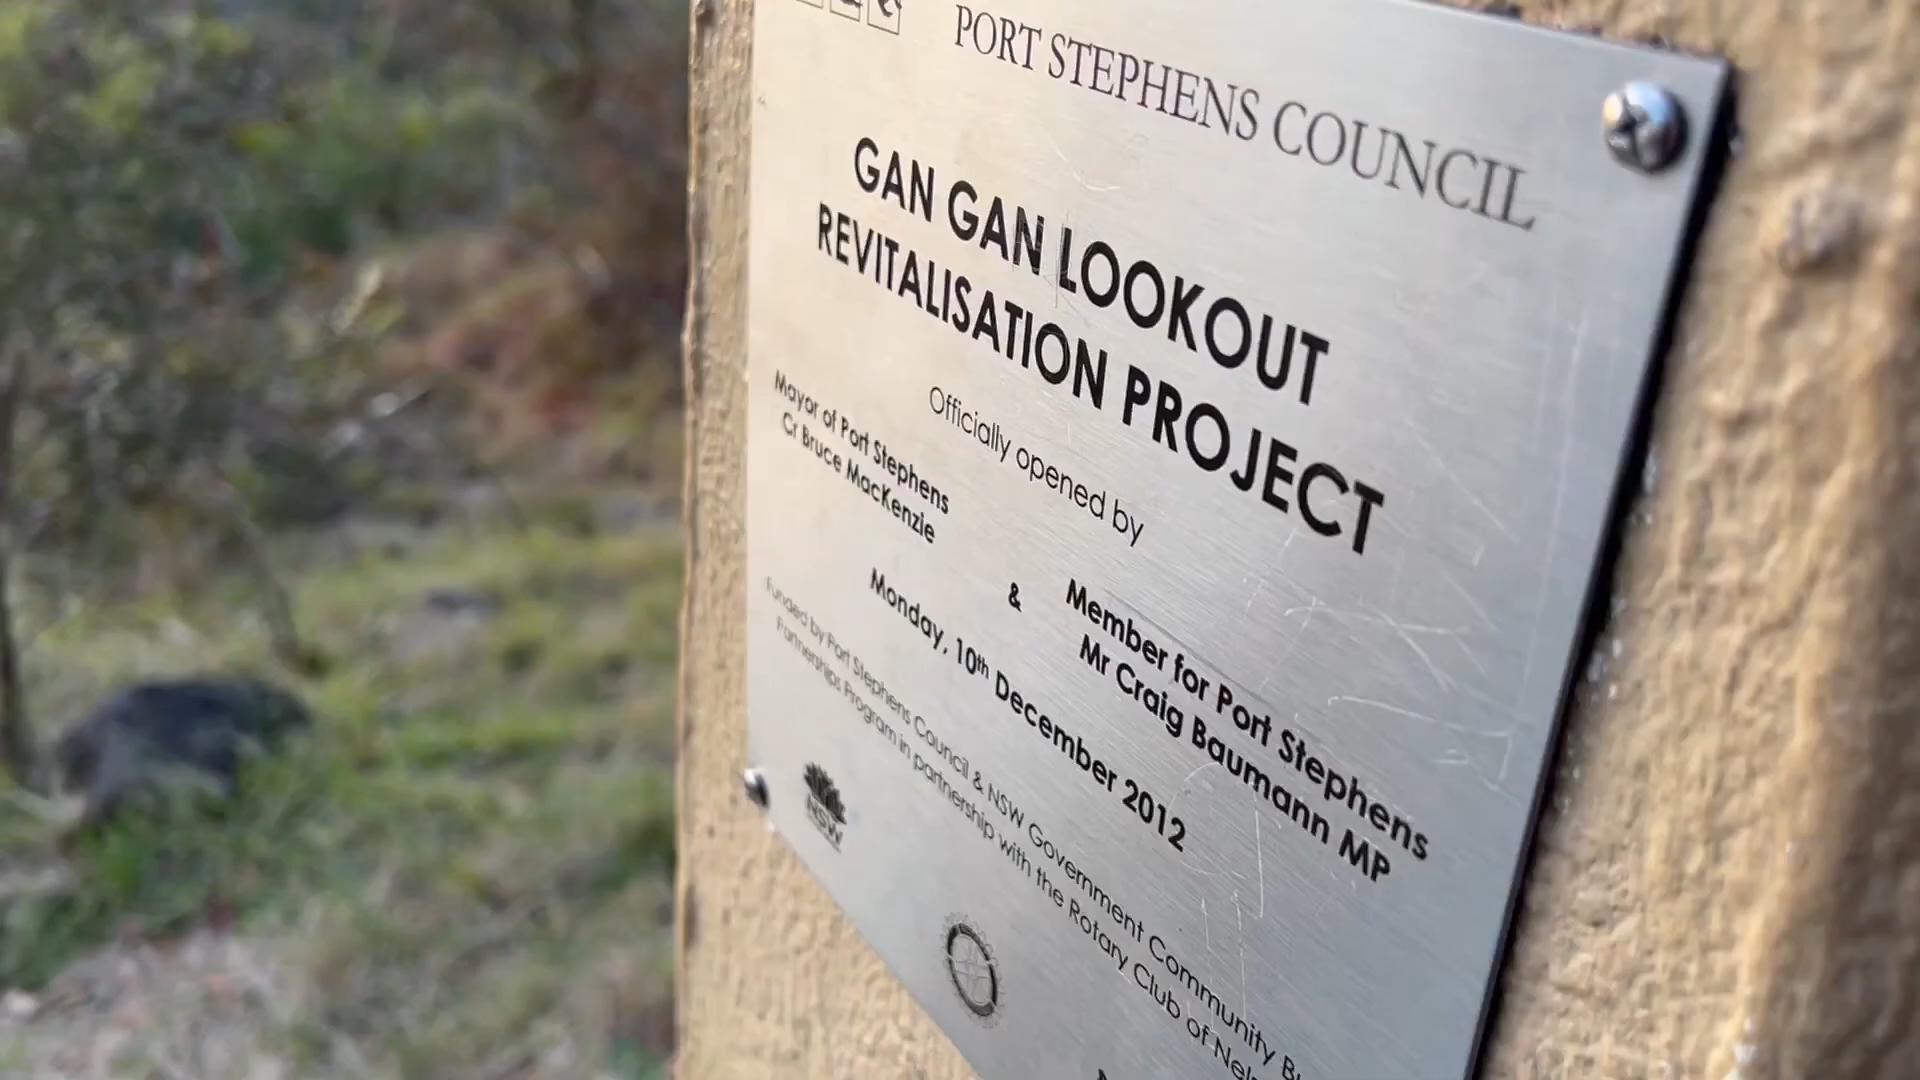 PORT STEPHENS COUNCIL
GAN GAN LOOKOUT
REVITALISATION PROJECT
Officially opened by
Mayor of Port Stephens
Cr Bruce MacKenzie
&
Member for Port Stephens
Mr Craig Baumann MP
Monday, 10th December 2012
Funded by Port Stephens Council & NSW Government Community
Partnerships Program in partnership with the Rotary Club of
NSW